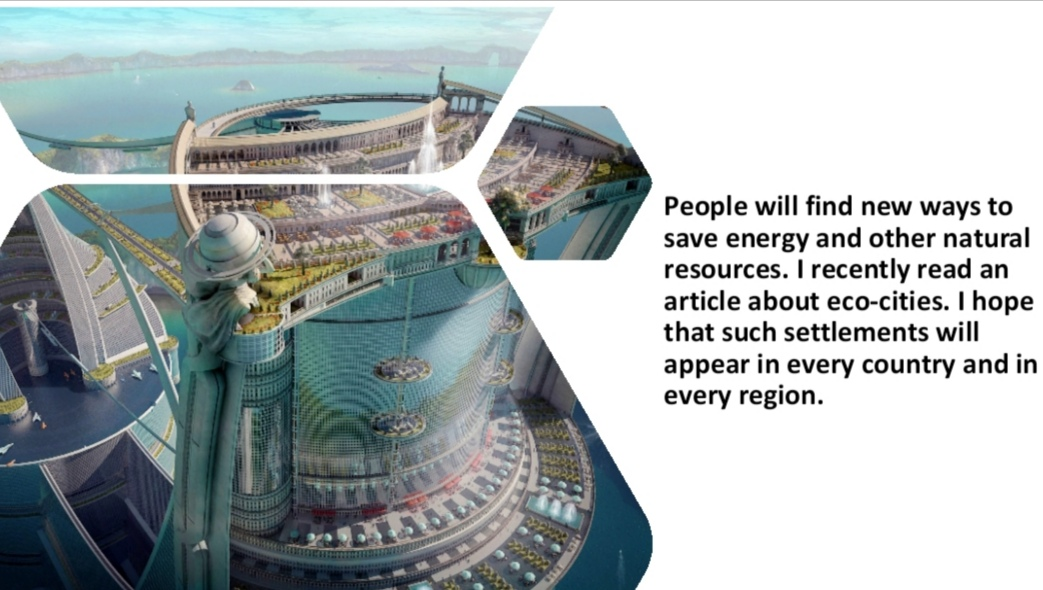 People will find new ways to
save energy and other natural
resources. I recently read an
article about eco-cities. I hope
that such settlements will
appear in every country and in
every region.